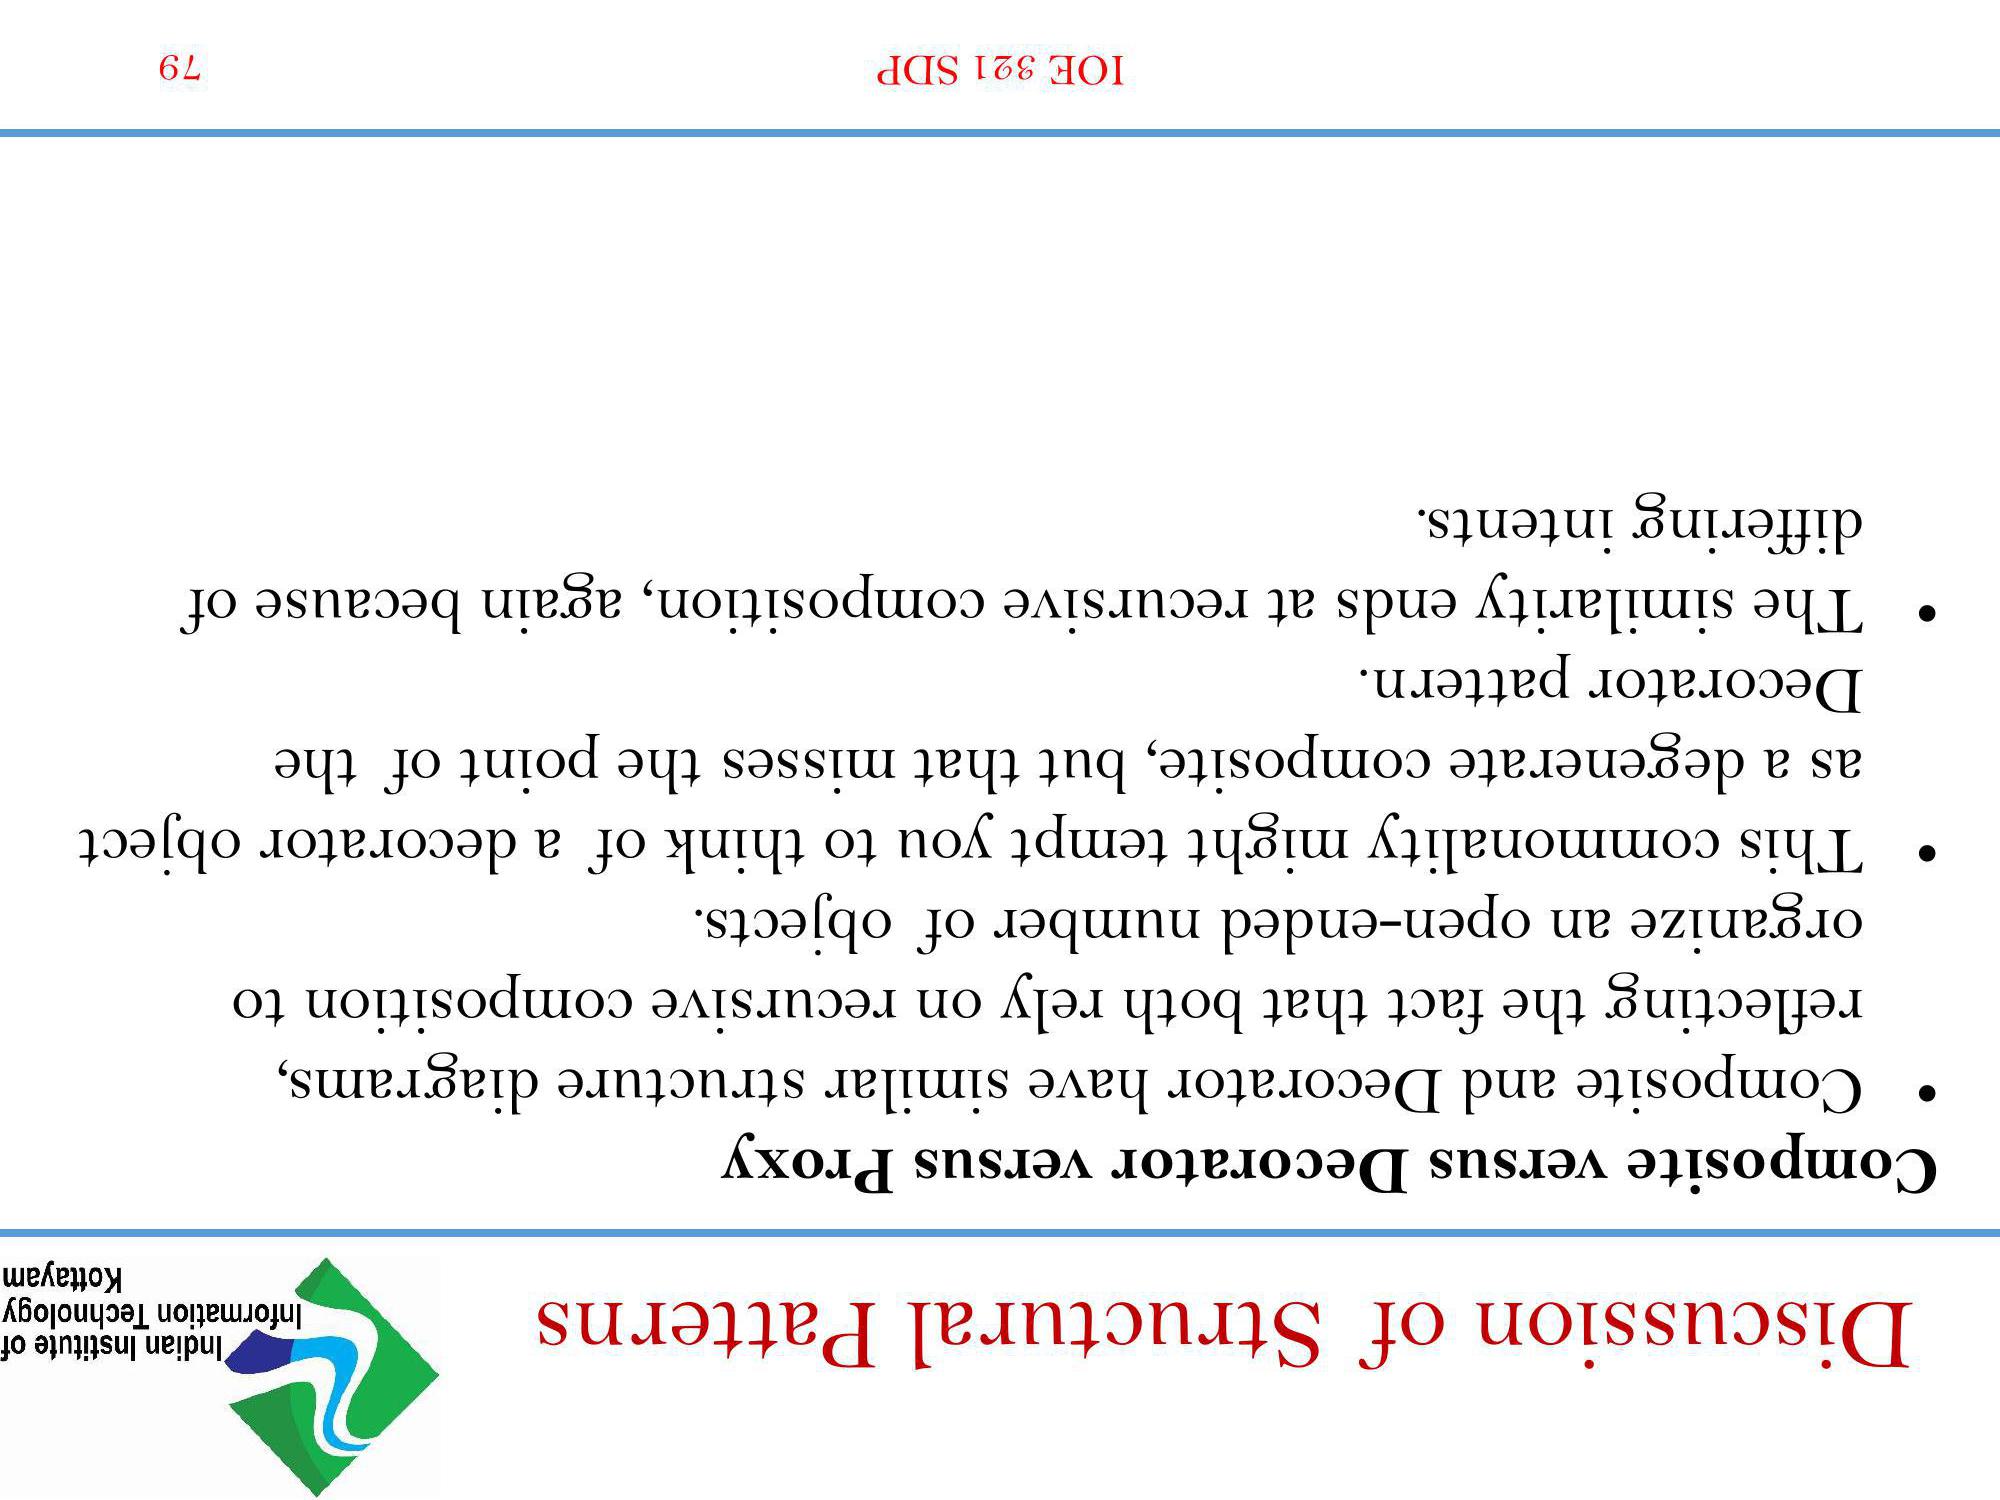 Discussion of Structural Patterns
Indian Institute of
Information Technology
Kottayam
Composite versus Decorator versus Proxy
• Composite and Decorator have similar structure diagrams,
reflecting the fact that both rely on recursive composition to
organize an open-ended number of objects.
• This commonality might tempt you to think of a decorator object
as a degenerate composite, but that misses the point of the
Decorator pattern.
• The similarity ends at recursive composition, again because of
differing intents.
IOE 321 SDP
79